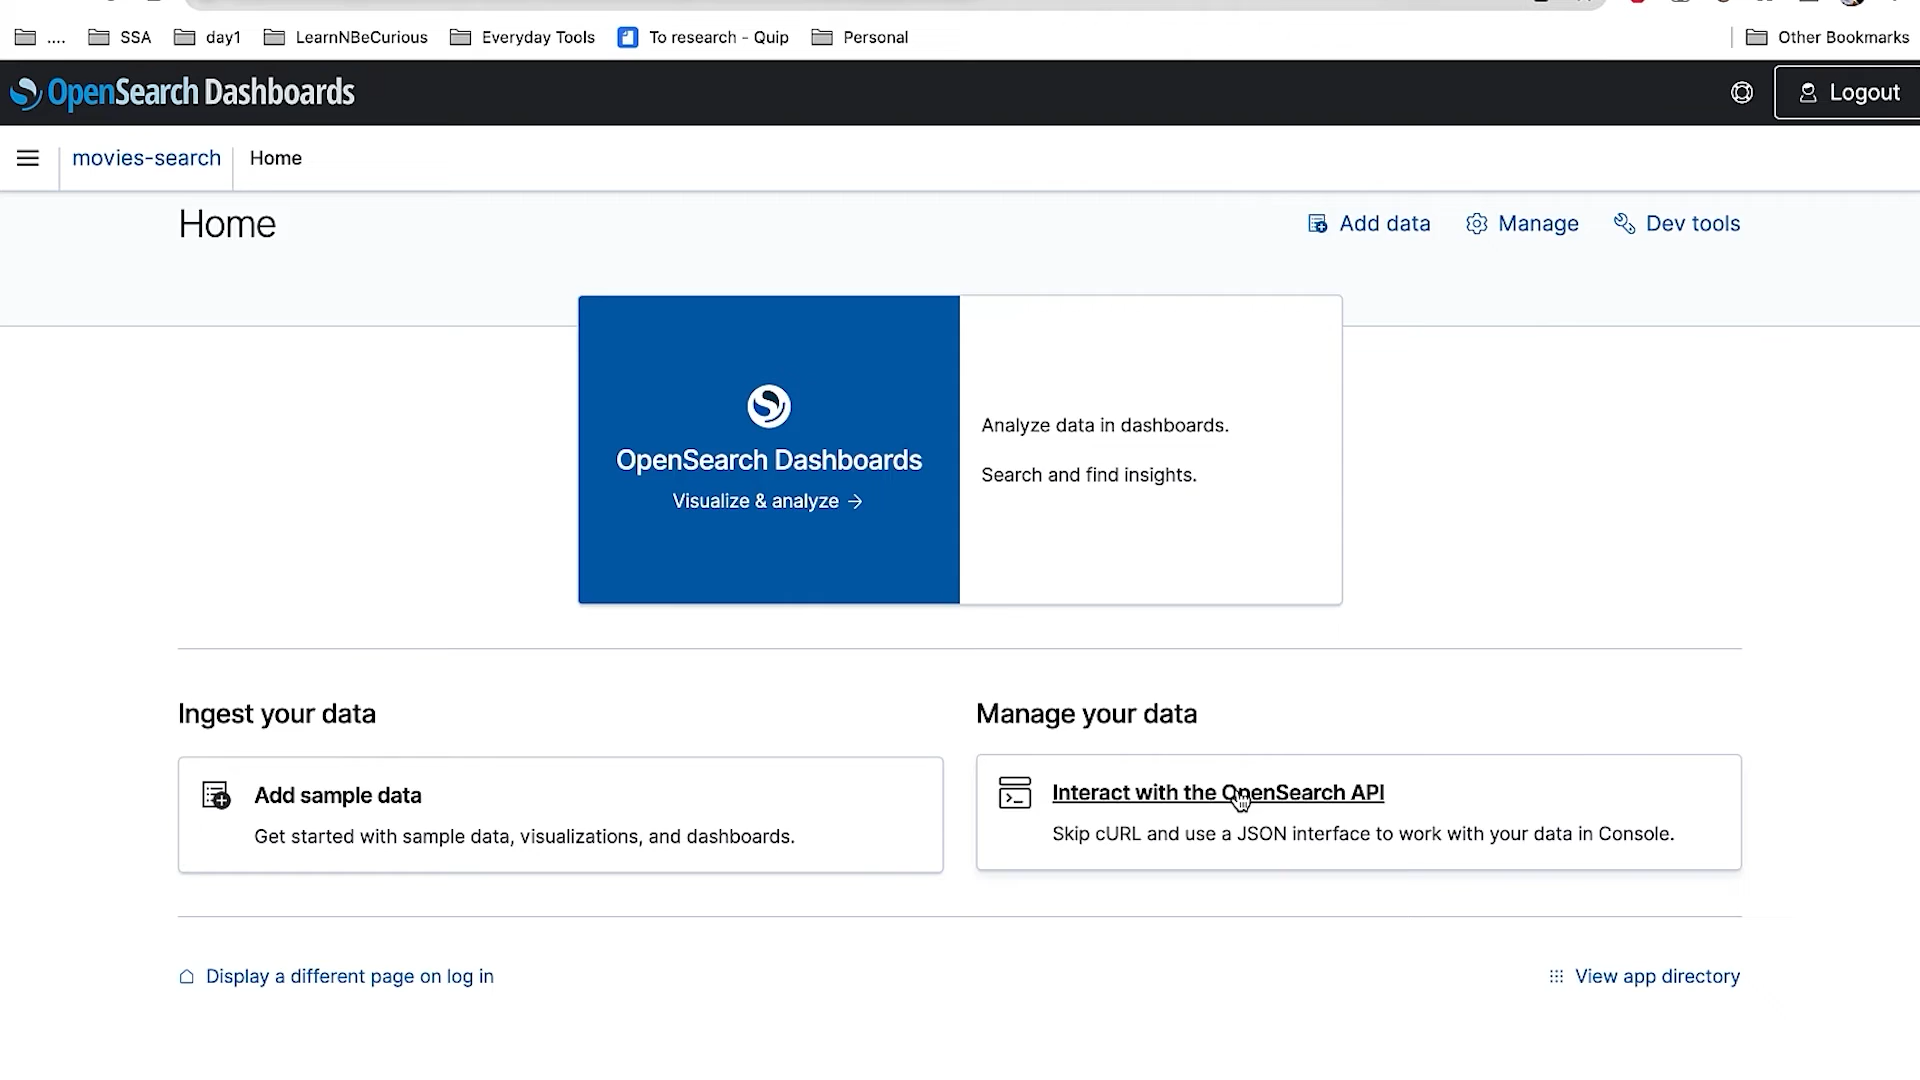 .... SSA day1 LearnNBeCurious Everyday Tools To research - Quip Personal Other Bookmarks
OpenSearch Dashboards Logout
movies-search Home
Home Add data Manage Dev tools
OpenSearch Dashboards
Visualize & analyze →
Analyze data in dashboards.
Search and find insights.
Ingest your data
Add sample data
Get started with sample data, visualizations, and dashboards.
Manage your data
Interact with the OpenSearch API
Skip cURL and use a JSON interface to work with your data in Console.
Display a different page on log in
View app directory